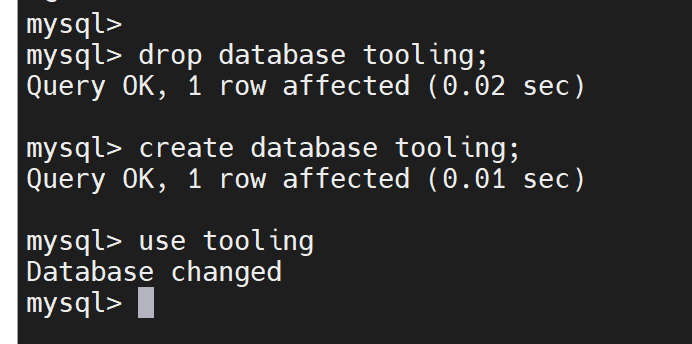 mysql>
mysql> drop database tooling;
Query OK, 1 row affected (0.02 sec)
mysql> create database tooling;
Query OK, 1 row affected (0.01 sec)
mysql> use tooling
Database changed
mysql>